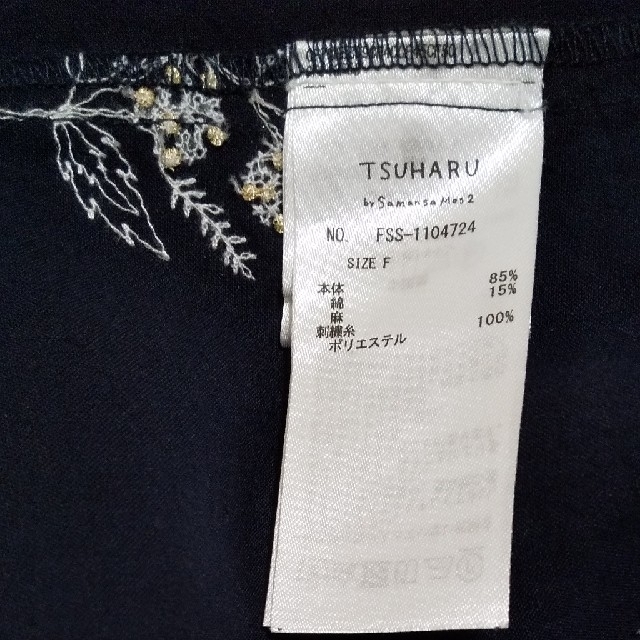 TSUHARU
by Samansa Mos2
NO. FSS-1104724
SIZE F
本体
綿 85%
麻 15%
刺繍糸
ポリエステル 100%